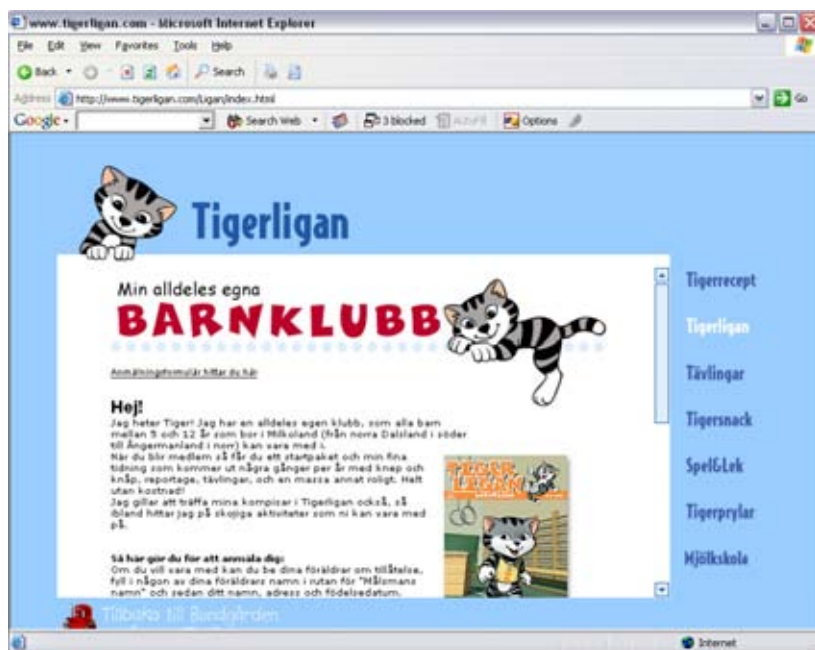 www.tigerligan.com - Microsoft Internet Explorer
File Edit View Favorites Tools Help
Back Search
Address http://www.tigerligan.com/Ligan/index.html Go
Google Search Web 3 blocked AutoFill Options
Tigerligan
Min alldeles egna
BARNKLUBB
Anmälningsformulär hittar du här
Hej!
Jag heter Tiger! Jag har en alldeles egen klubb, som alla barn
mellan 5 och 12 år som bor i Milkoland (från norra Dalsland i söder
till Ångermanland i norr) kan vara med i.
När du blir medlem så får du ett startpaket och min fina
tidning som kommer ut några gånger per år med knep och
knåp, reportage, tävlingar, och en massa annat roligt. Helt
utan kostnad!
Jag gillar att träffa mina kompisar i Tigerligan också, så
ibland hittar jag på skojiga aktiviteter som ni kan vara med
på.
TIGER
LIGAN
Så här gör du för att anmäla dig:
Om du vill vara med kan du be dina föräldrar om tillåtelse,
fyll i någon av dina föräldrars namn i rutan för "Målsmans
namn" och sedan ditt namn, adress och födelsedatum.
Tigerrecept
Tigerligan
Tävlingar
Tigersnack
Spel&Lek
Tigerprylar
Mjölkskola
Tillbaka till Bondgården
Internet